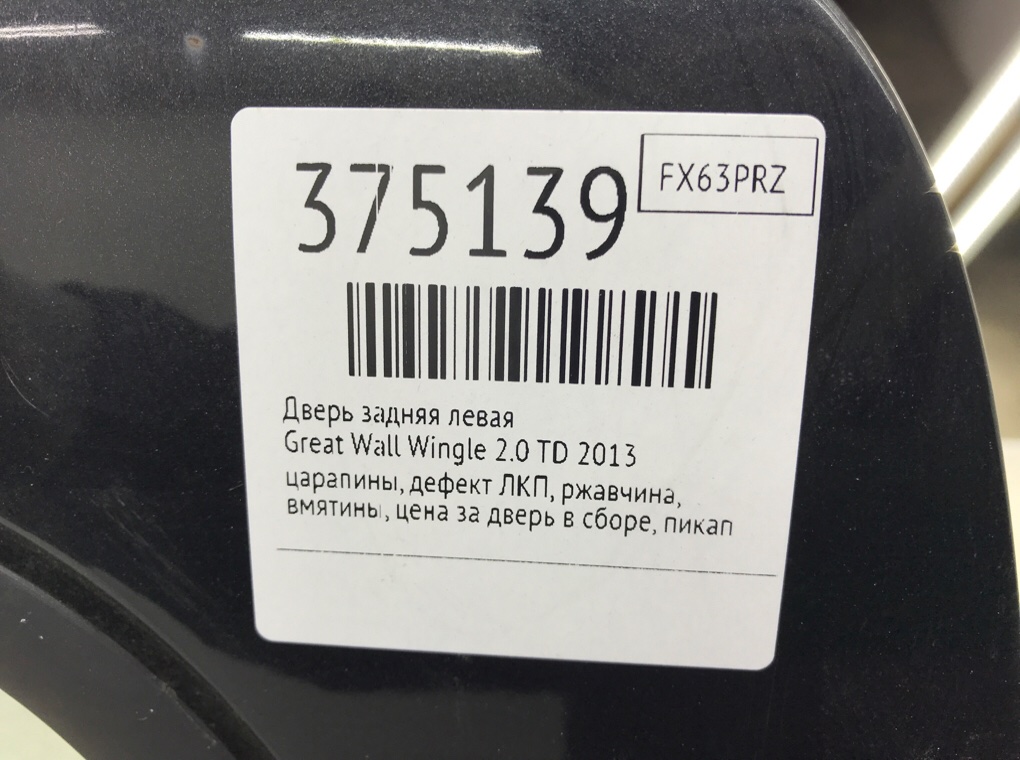 375139
FX63PRZ
Дверь задняя левая
Great Wall Wingle 2.0 TD 2013
царапины, дефект ЛКП, ржавчина,
вмятины, цена за дверь в сборе, пикап